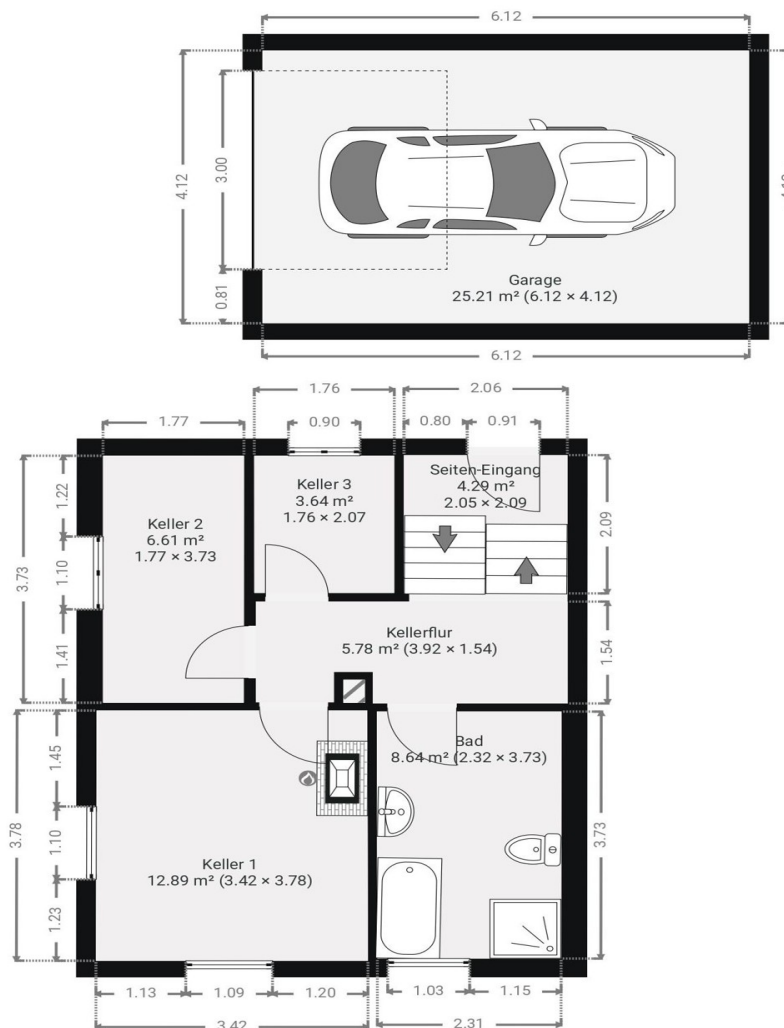 6.12
4.12
3.00
0.81
Garage
25.21 m² (6.12 × 4.12)
6.12
1.76
2.06
1.77
0.90
0.80
0.91
3.73
1.22
1.10
1.41
Keller 2
6.61 m²
1.77 × 3.73
Keller 3
3.64 m²
1.76 × 2.07
Seiten-Eingang
4.29 m²
2.05 × 2.09
2.09
Kellerflur
5.78 m² (3.92 × 1.54)
1.54
3.78
1.45
1.10
1.23
Bad
8.64 m² (2.32 × 3.73)
3.73
Keller 1
12.89 m² (3.42 × 3.78)
1.13
1.09
1.20
1.03
1.15
3.42
2.31